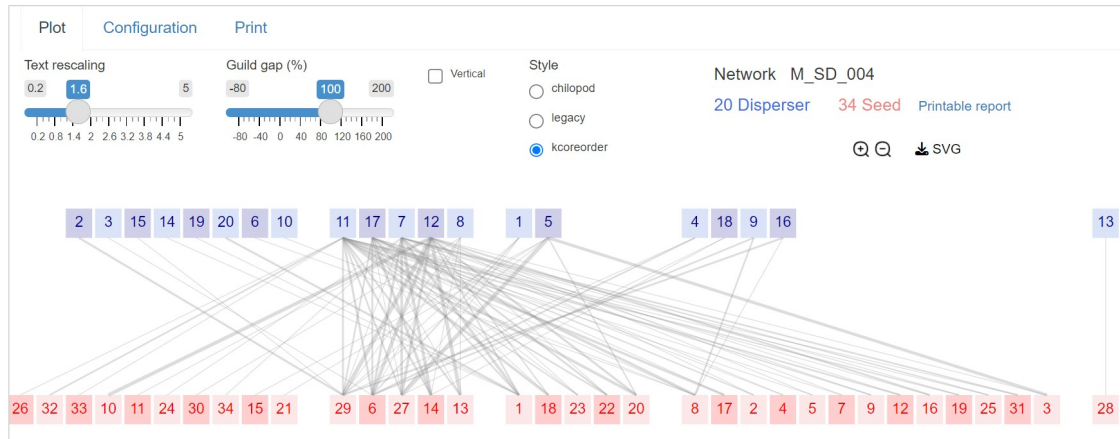 Plot Configuration Print
Text rescaling
0.2 1.6 5
0.2 0.8 1.4 2 2.6 3.2 3.8 4.4 5
Guild gap (%)
-80 100 200
-80 -40 0 40 80 120 160 200
Vertical
Style
chilopod
legacy
kcoreorder
Network M_SD_004
20 Disperser 34 Seed Printable report
SVG
2 3 15 14 19 20 6 10 11 17 7 12 8 1 5 4 18 9 16 13
26 32 33 10 11 24 30 34 15 21 29 6 27 14 13 1 18 23 22 20 8 17 2 4 5 7 9 12 16 19 25 31 3 28